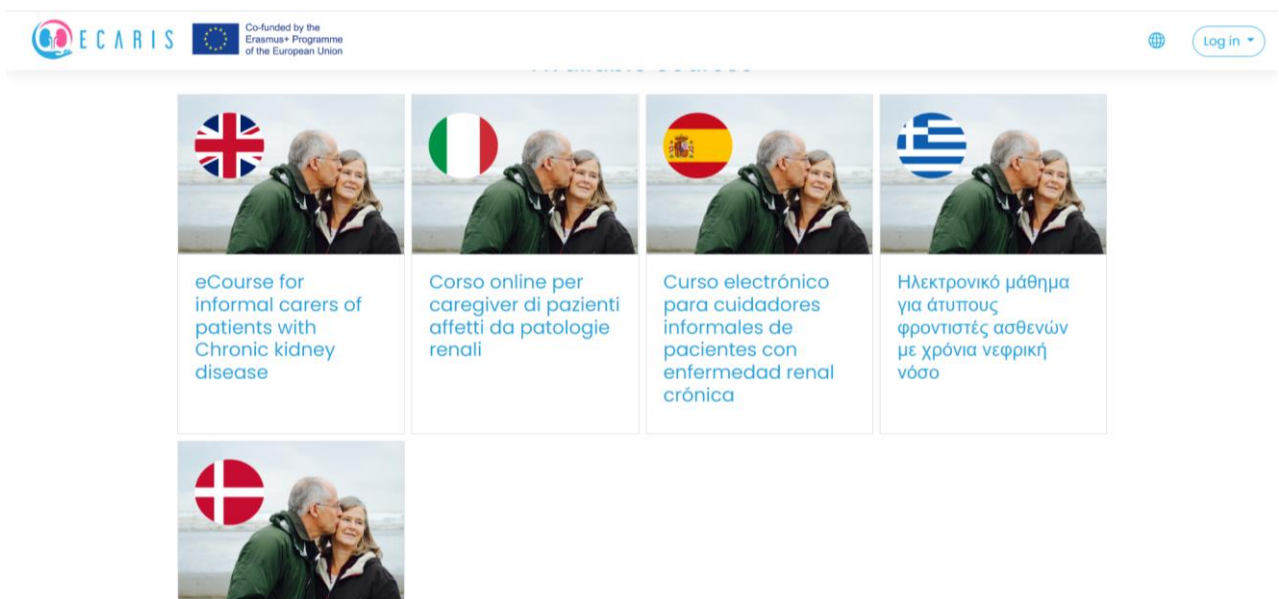 ECARIS
Co-funded by the
Erasmus+ Programme
of the European Union
Log in
eCourse for
informal carers of
patients with
Chronic kidney
disease
Corso online per
caregiver di pazienti
affetti da patologie
renali
Curso electrónico
para cuidadores
informales de
pacientes con
enfermedad renal
crónica
Ηλεκτρονικό μάθημα
για άτυπους
φροντιστές ασθενών
με χρόνια νεφρική
νόσο